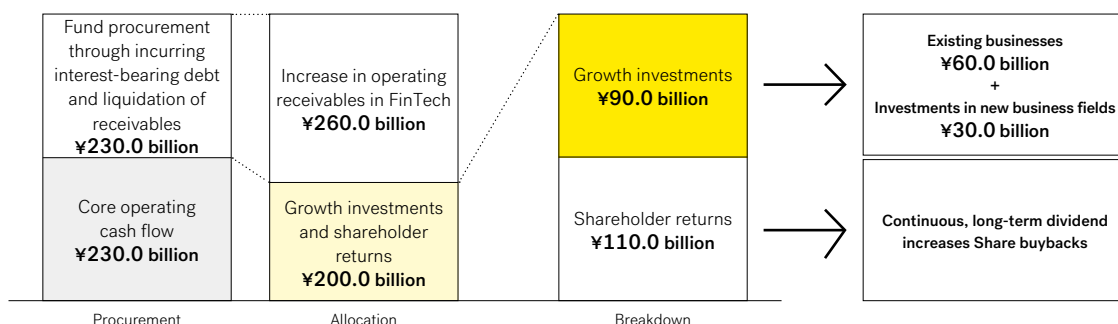 Fund procurement
through incurring
interest-bearing debt
and liquidation of
receivables
¥230.0 billion
Core operating
cash flow
¥230.0 billion
Procurement
Increase in operating
receivables in FinTech
¥260.0 billion
Growth investments
and shareholder
returns
¥200.0 billion
Allocation
Growth investments
¥90.0 billion
Shareholder returns
¥110.0 billion
Breakdown
Existing businesses
¥60.0 billion
+
Investments in new business fields
¥30.0 billion
Continuous, long-term dividend
increases Share buybacks